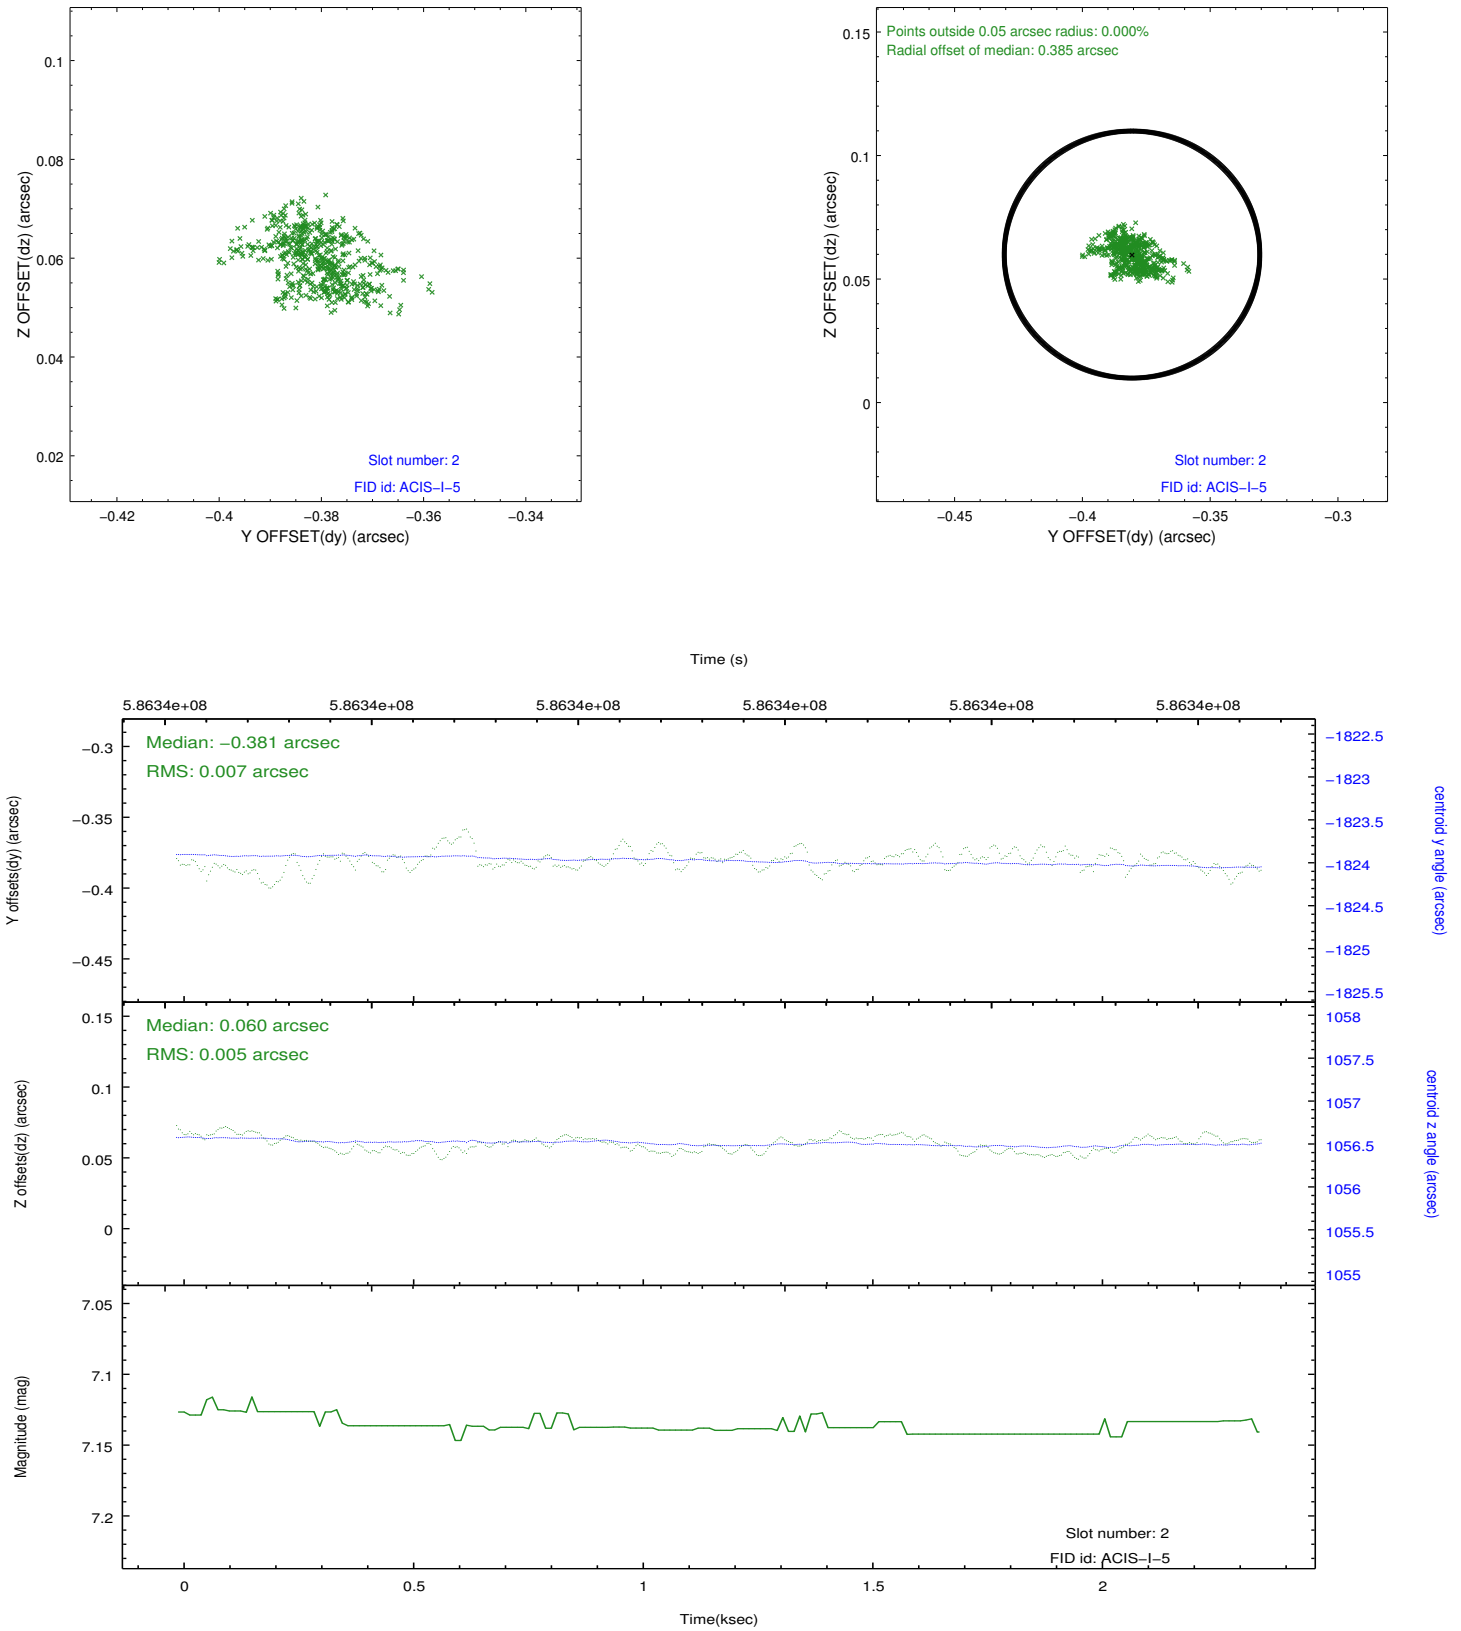 0.1
0.08
0.06
0.04
0.02
Z OFFSET(dz) (arcsec)
Slot number: 2
FID id: ACIS−I−5
−0.42 −0.4 −0.38 −0.36 −0.34
Y OFFSET(dy) (arcsec)
Points outside 0.05 arcsec radius: 0.000%
Radial offset of median: 0.385 arcsec
0.15
0.1
0.05
0
Z OFFSET(dz) (arcsec)
Slot number: 2
FID id: ACIS−I−5
−0.45 −0.4 −0.35 −0.3
Y OFFSET(dy) (arcsec)
Time (s)
5.8634e+08 5.8634e+08 5.8634e+08 5.8634e+08 5.8634e+08 5.8634e+08
Median: −0.381 arcsec
RMS: 0.007 arcsec
−0.3
−0.35
−0.4
−0.45
Y offsets(dy) (arcsec)
−1822.5
−1823
−1823.5
−1824
−1824.5
−1825
−1825.5
centroid y angle (arcsec)
Median: 0.060 arcsec
RMS: 0.005 arcsec
0.15
0.1
0.05
0
Z offsets(dz) (arcsec)
1058
1057.5
1057
1056.5
1056
1055.5
1055
centroid z angle (arcsec)
7.05
7.1
7.15
7.2
Magnitude (mag)
Slot number: 2
FID id: ACIS−I−5
0 0.5 1 1.5 2
Time(ksec)